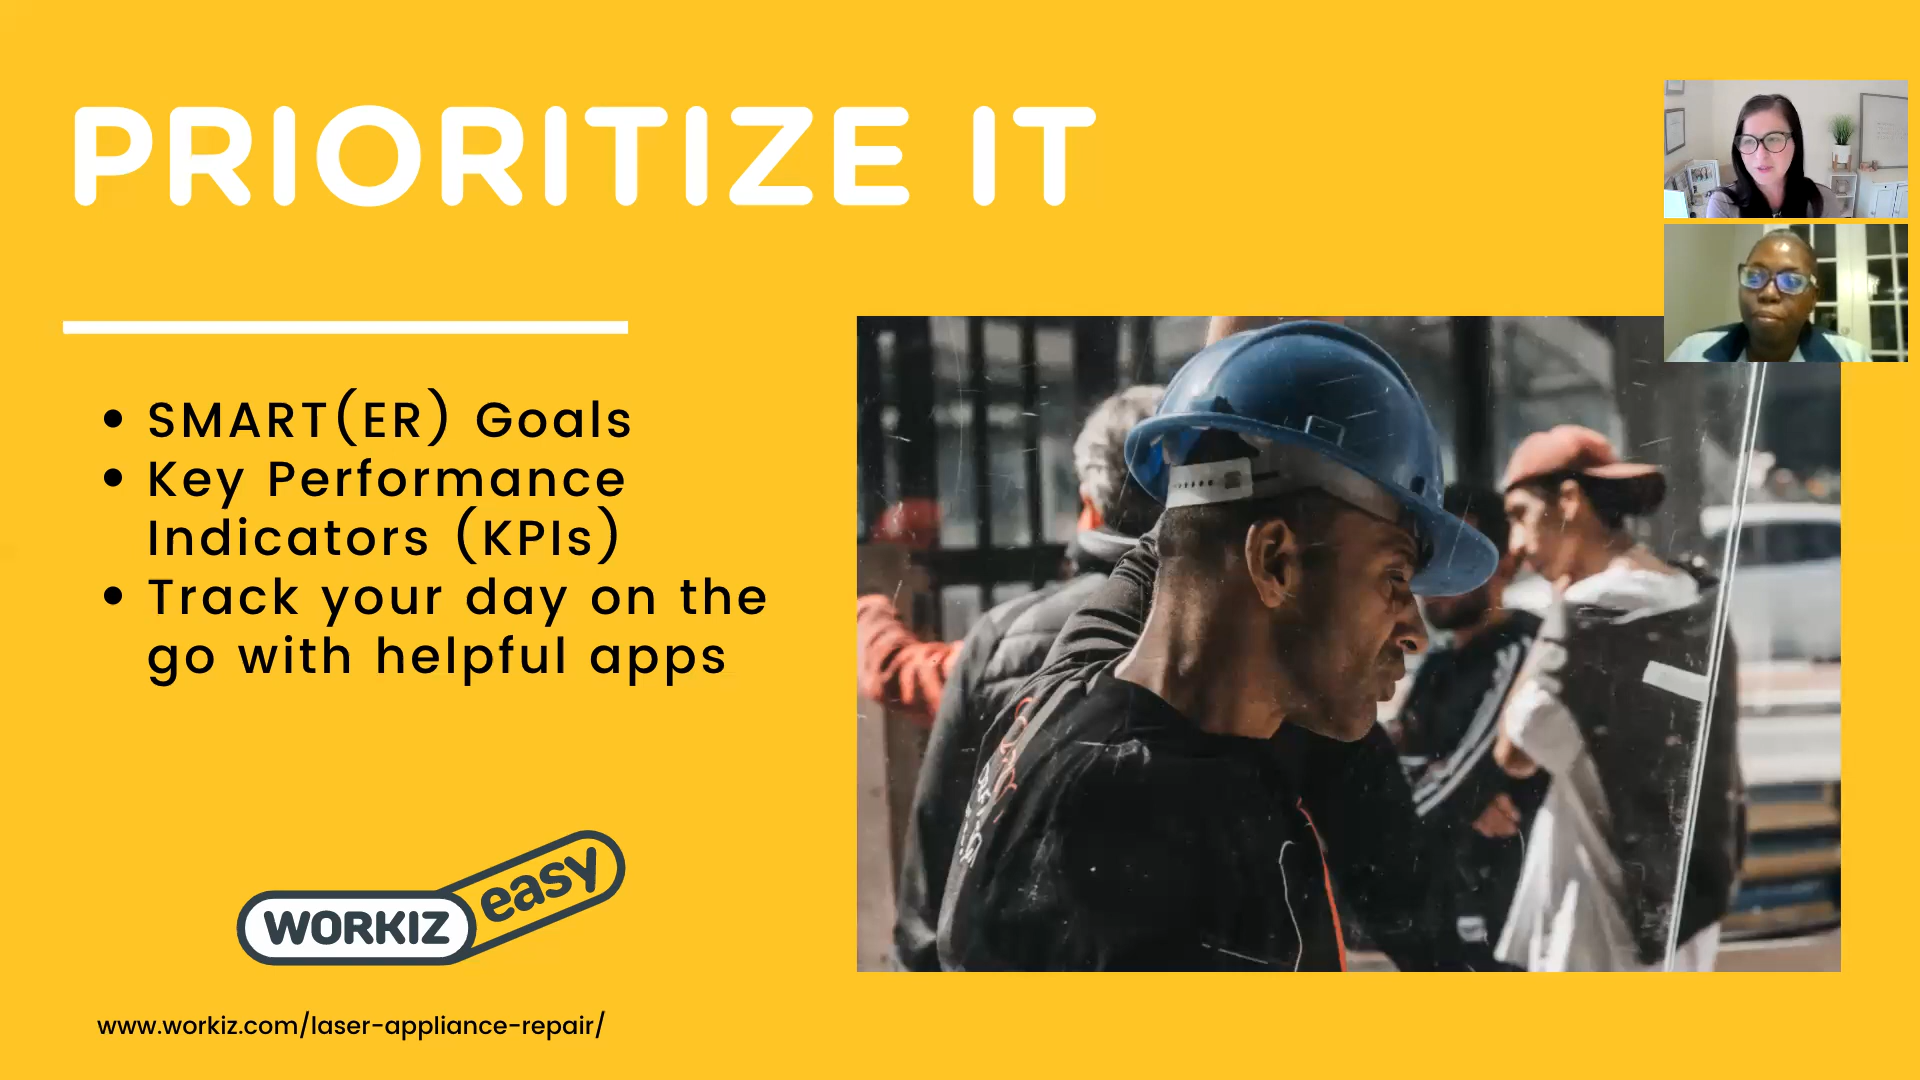 PRIORITIZE IT
• SMART(ER) Goals
• Key Performance
Indicators (KPIs)
• Track your day on the
go with helpful apps
WORKIZ easy
www.workiz.com/laser-appliance-repair/